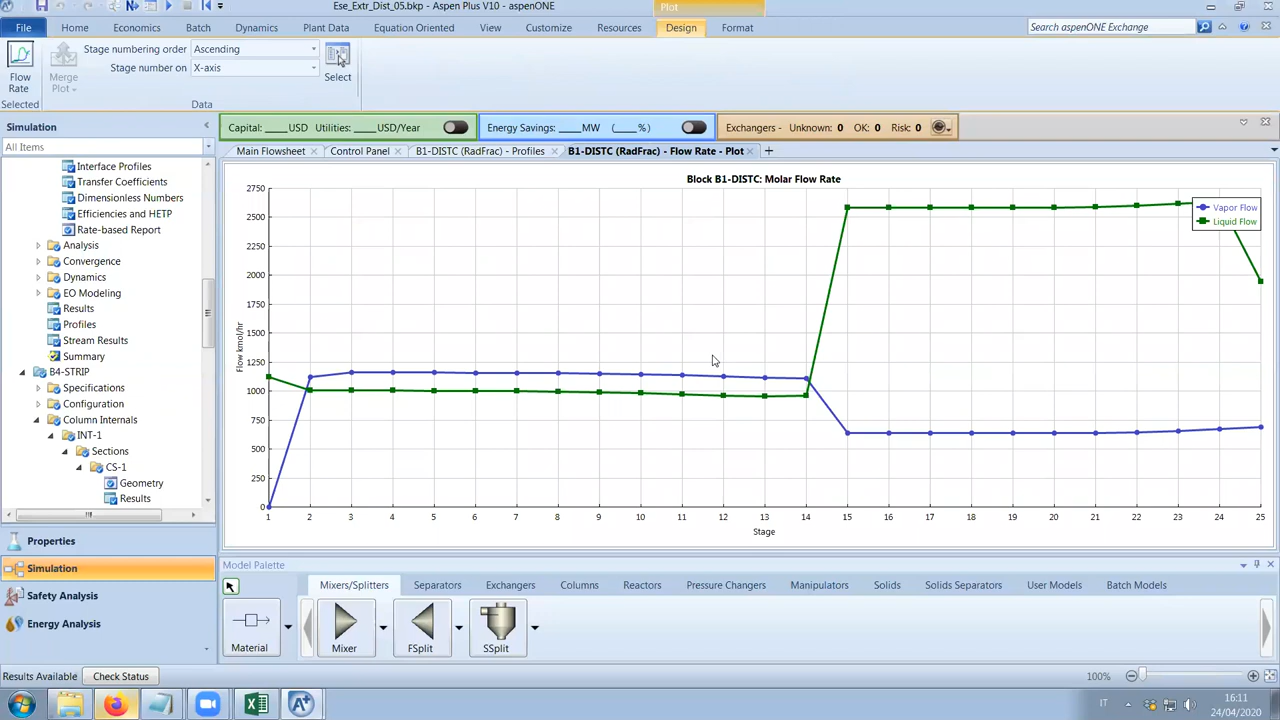 Ese_Extr_Dist_05.bkp - Aspen Plus V10 - aspenONE
Plot
File Home Economics Batch Dynamics Plant Data Equation Oriented View Customize Resources Design Format
Search aspenONE Exchange
Stage numbering order Ascending
Stage number on X-axis
Flow Rate
Merge Plot
Select
Selected
Data
Simulation
Capital: ____USD Utilities: ____USD/Year
Energy Savings: ____MW (____%)
Exchangers - Unknown: 0 OK: 0 Risk: 0
All Items
Main Flowsheet Control Panel B1-DISTC (RadFrac) - Profiles B1-DISTC (RadFrac) - Flow Rate - Plot
Interface Profiles
Transfer Coefficients
Dimensionless Numbers
Efficiencies and HETP
Rate-based Report
Analysis
Convergence
Dynamics
EO Modeling
Results
Profiles
Stream Results
Summary
B4-STRIP
Specifications
Configuration
Column Internals
INT-1
Sections
CS-1
Geometry
Results
Properties
Simulation
Safety Analysis
Energy Analysis
Block B1-DISTC: Molar Flow Rate
Vapor Flow
Liquid Flow
2750
2500
2250
2000
1750
1500
1250
1000
750
500
250
0
Flow kmol/hr
1 2 3 4 5 6 7 8 9 10 11 12 13 14 15 16 17 18 19 20 21 22 23 24 25
Stage
Model Palette
Mixers/Splitters Separators Exchangers Columns Reactors Pressure Changers Manipulators Solids Solids Separators User Models Batch Models
Material Mixer FSplit SSplit
Results Available Check Status
100%
IT
16:11
24/04/2020